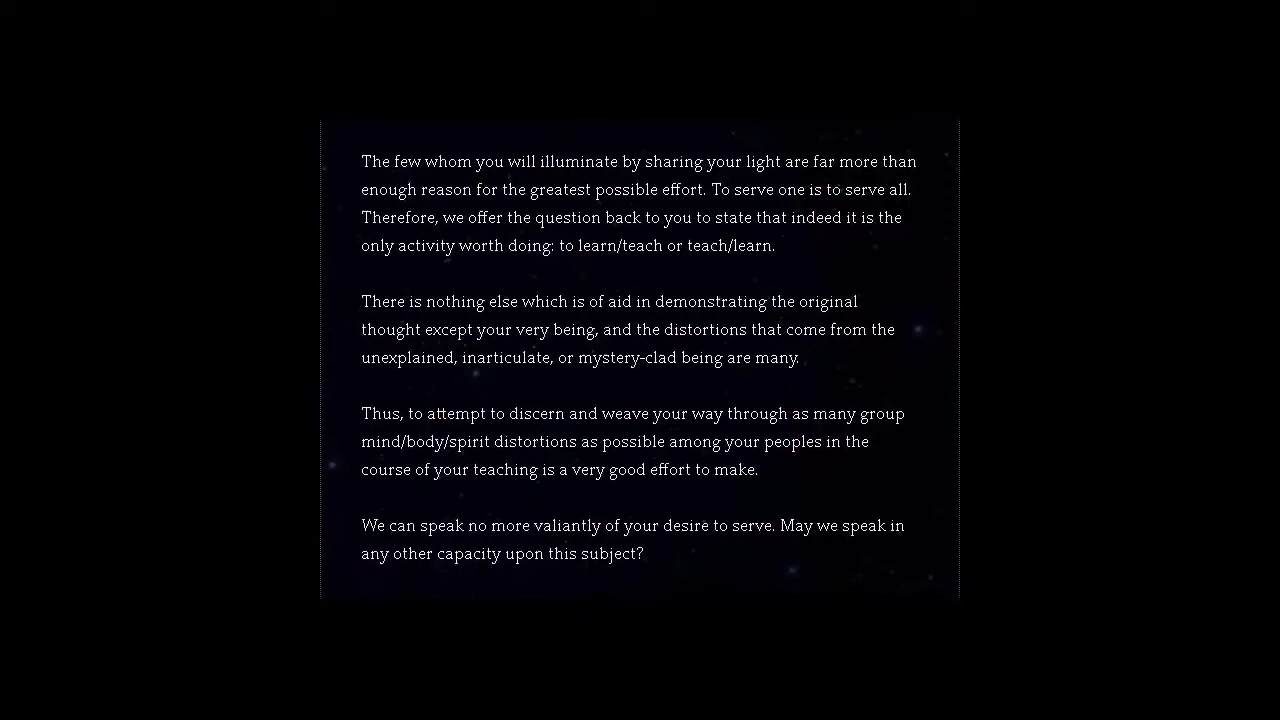 The few whom you will illuminate by sharing your light are far more than
enough reason for the greatest possible effort. To serve one is to serve all.
Therefore, we offer the question back to you to state that indeed it is the
only activity worth doing: to learn/teach or teach/learn.
There is nothing else which is of aid in demonstrating the original
thought except your very being, and the distortions that come from the
unexplained, inarticulate, or mystery-clad being are many.
Thus, to attempt to discern and weave your way through as many group
mind/body/spirit distortions as possible among your peoples in the
course of your teaching is a very good effort to make.
We can speak no more valiantly of your desire to serve. May we speak in
any other capacity upon this subject?